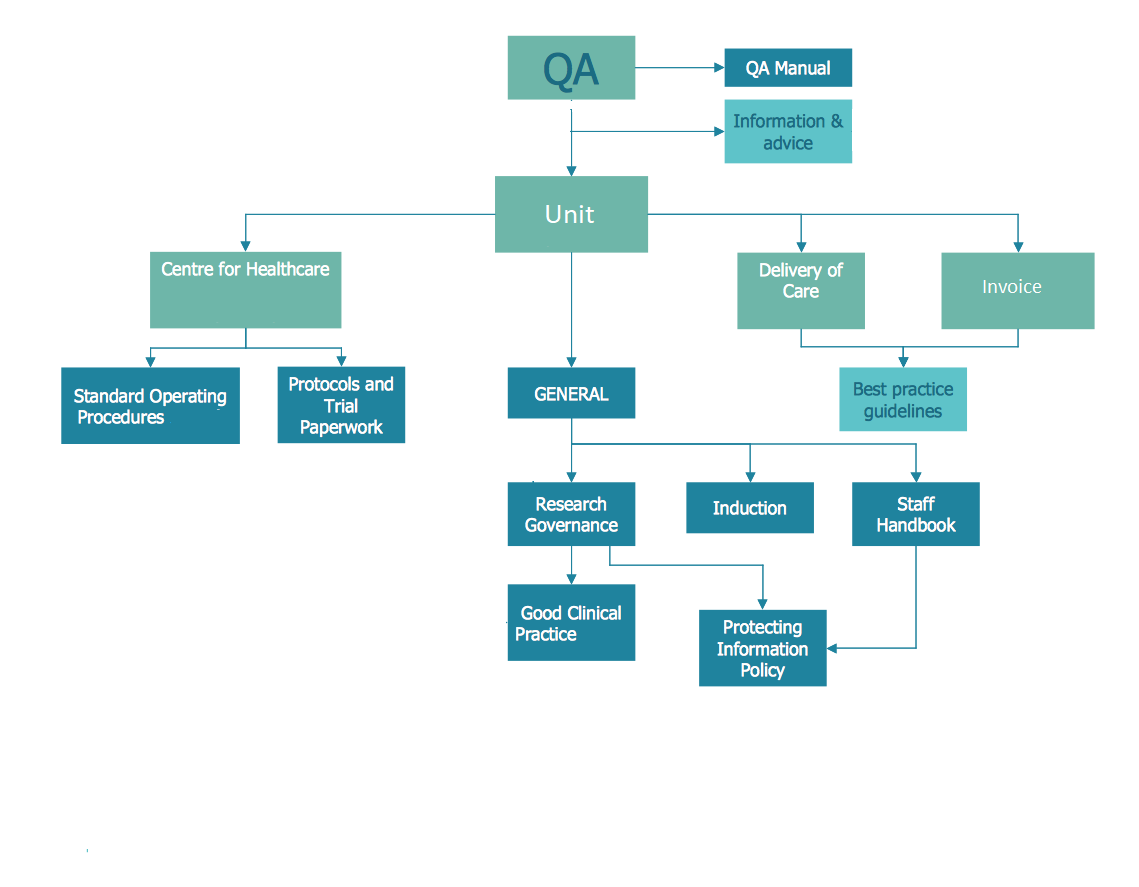 QA
QA Manual
Information &
advice
Unit
Centre for Healthcare
Delivery of
Care
Invoice
Standard Operating
Procedures
Protocols and
Trial
Paperwork
GENERAL
Best practice
guidelines
Research
Governance
Induction
Staff
Handbook
Good Clinical
Practice
Protecting
Information
Policy